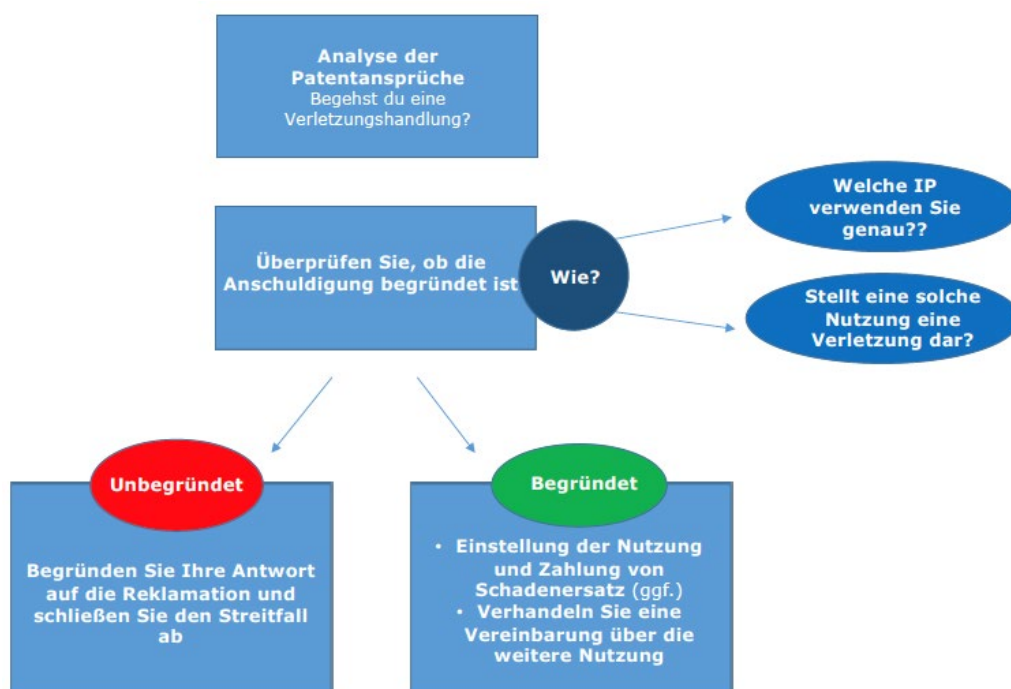 Analyse der
Patentansprüche
Begehst du eine
Verletzungshandlung?
Welche IP
verwenden Sie
genau??
Überprüfen Sie, ob die
Anschuldigung begründet ist
Wie?
Stellt eine solche
Nutzung eine
Verletzung dar?
Unbegründet
Begründen Sie Ihre Antwort
auf die Reklamation und
schließen Sie den Streitfall
ab
Begründet
• Einstellung der Nutzung
und Zahlung von
Schadenersatz (ggf.)
• Verhandeln Sie eine
Vereinbarung über die
weitere Nutzung